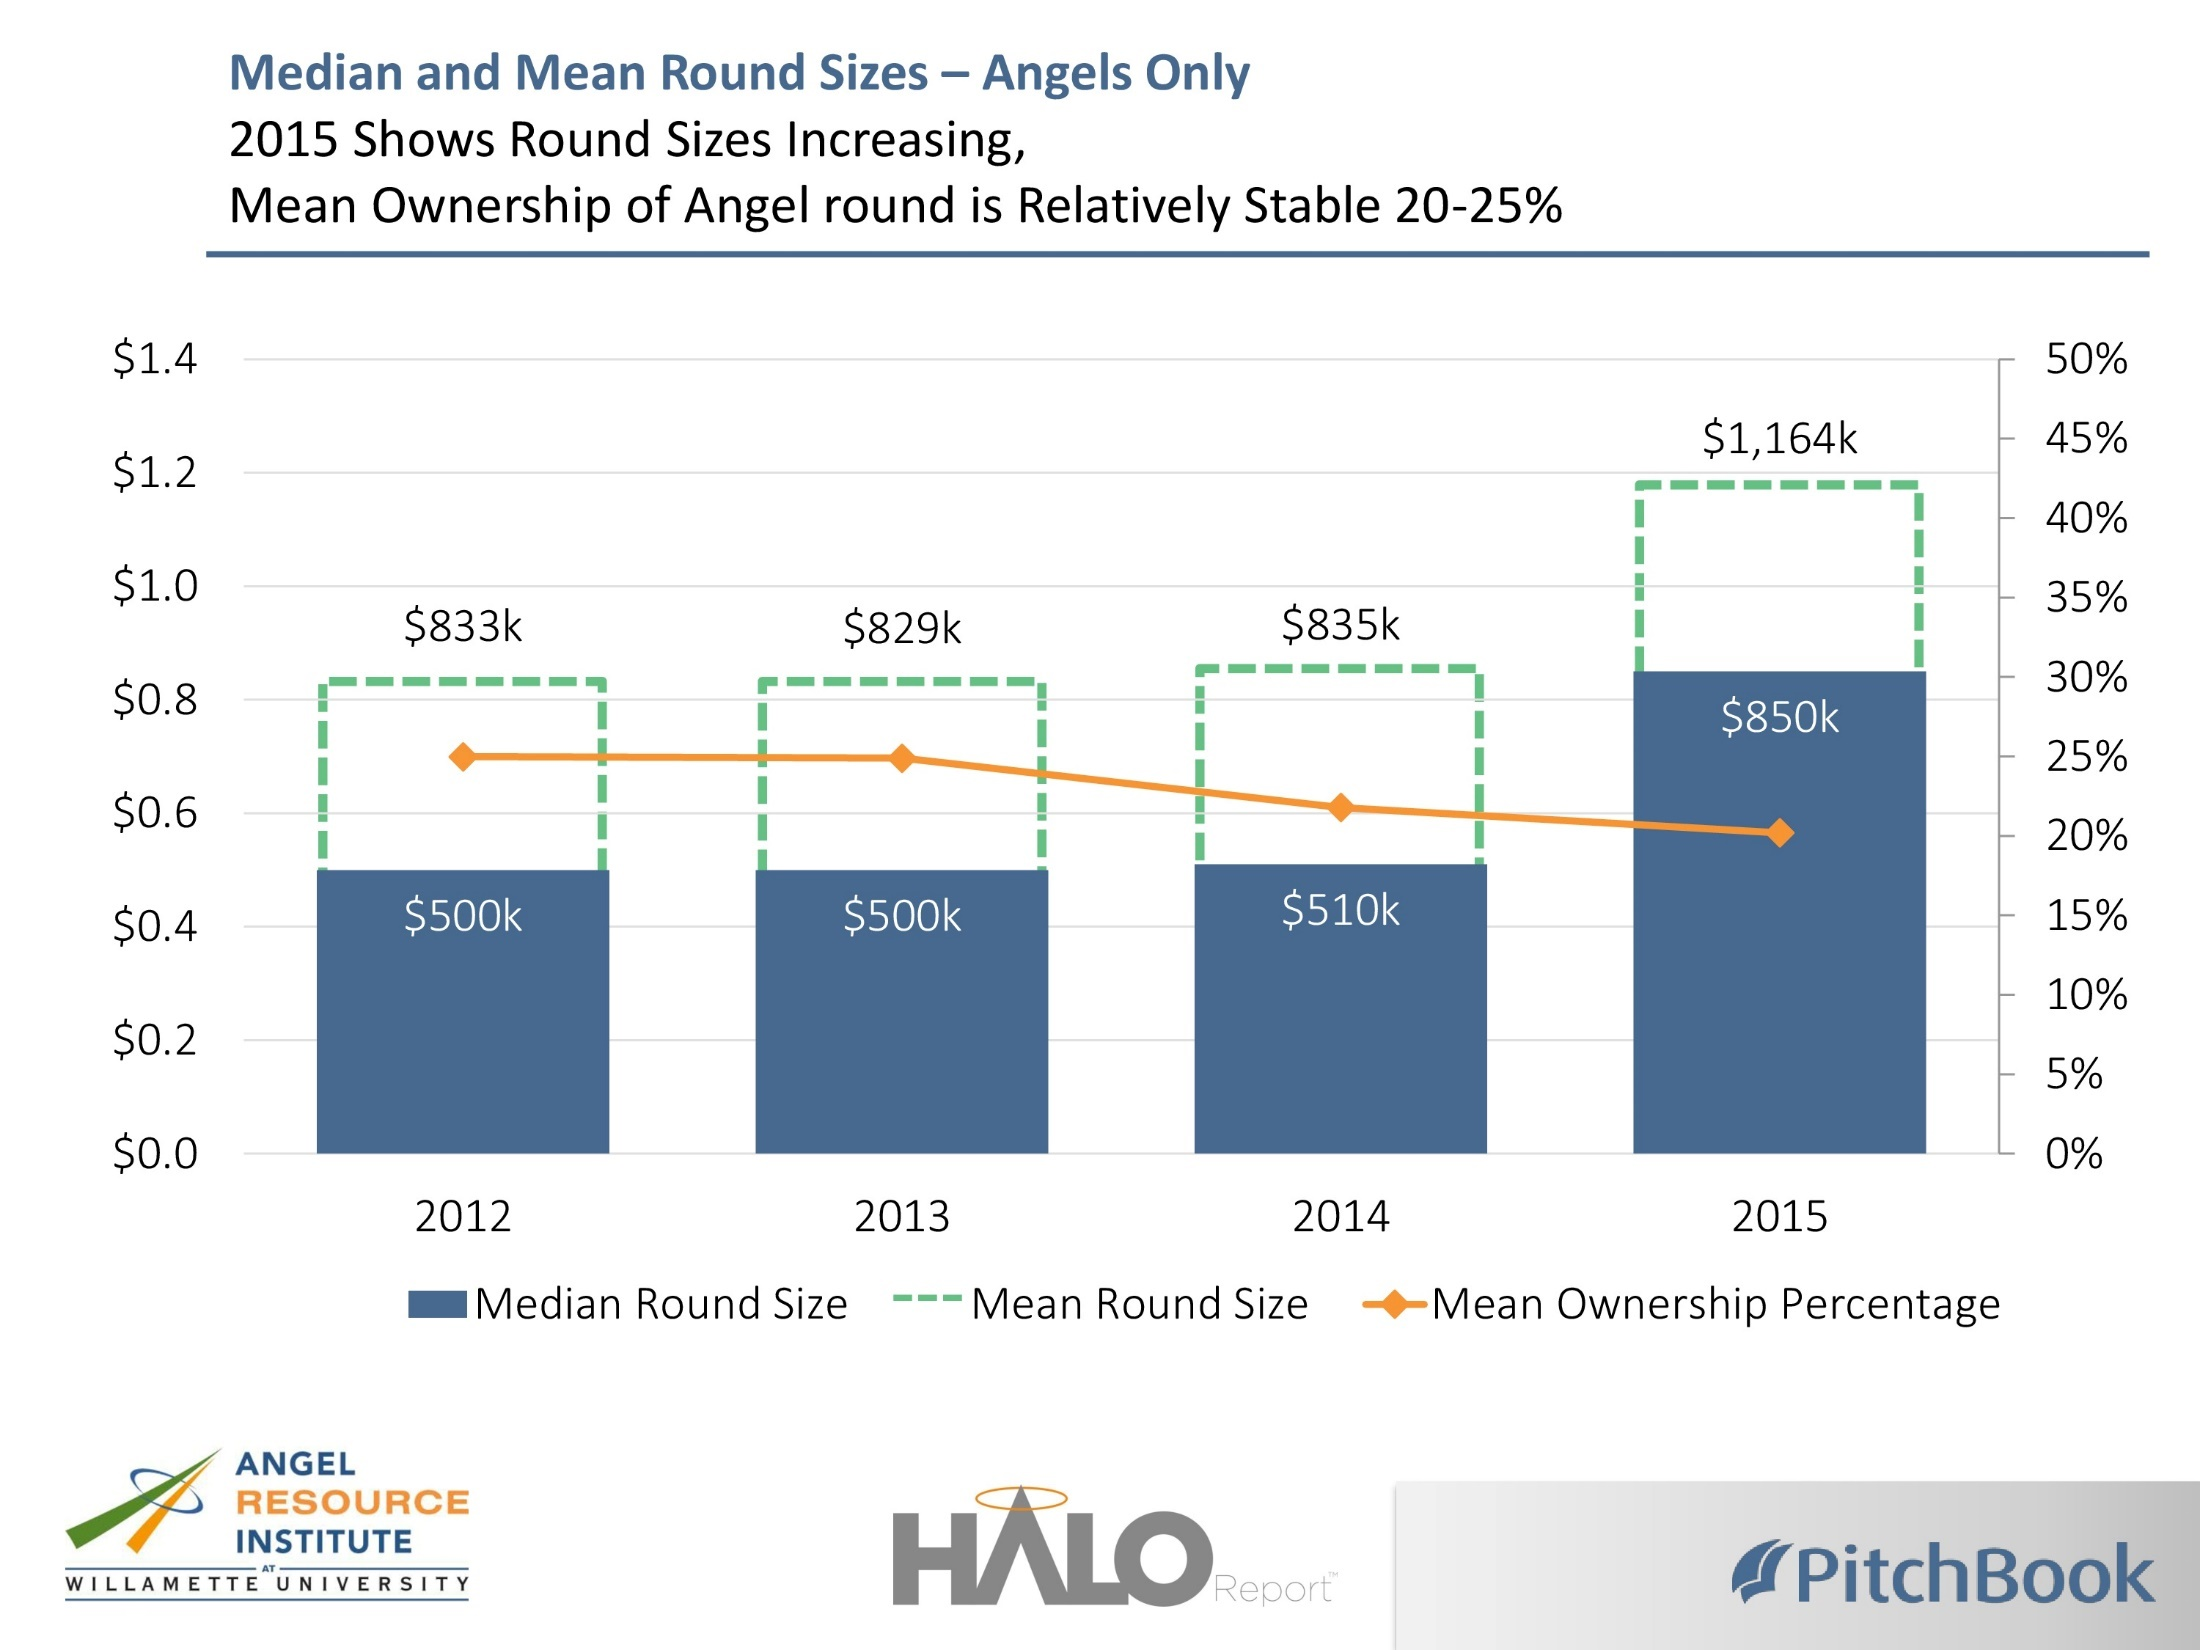 Median and Mean Round Sizes – Angels Only
2015 Shows Round Sizes Increasing,
Mean Ownership of Angel round is Relatively Stable 20-25%
$1.4
$1.2
$1.0
$0.8
$0.6
$0.4
$0.2
$0.0
50%
45%
40%
35%
30%
25%
20%
15%
10%
5%
0%
$833k
$829k
$835k
$1,164k
$500k
$500k
$510k
$850k
2012 2013 2014 2015
Median Round Size Mean Round Size Mean Ownership Percentage
ANGEL
RESOURCE
INSTITUTE
AT
WILLAMETTE UNIVERSITY
HALO Report™
PitchBook